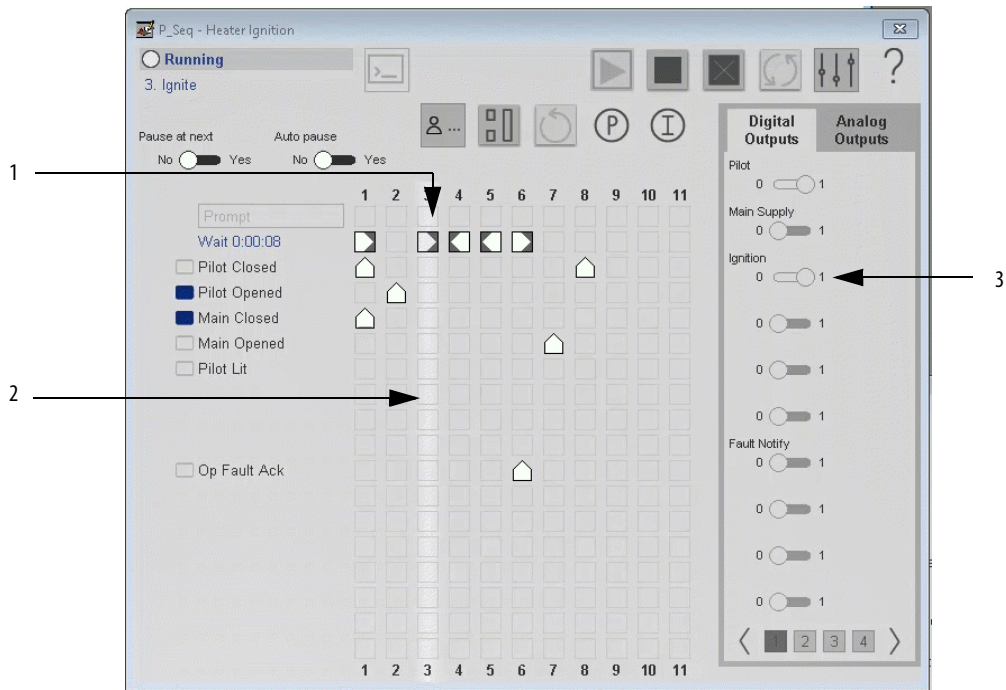 P_Seq - Heater Ignition
Running
3. Ignite
Pause at next
No Yes
Auto pause
No Yes
P
I
?
Digital Outputs
Analog Outputs
1
1 2 3 4 5 6 7 8 9 10 11
Prompt
Wait 0:00:08
Pilot Closed
Pilot Opened
Main Closed
Main Opened
Pilot Lit
2
Op Fault Ack
1 2 3 4 5 6 7 8 9 10 11
Pilot
0 1
Main Supply
0 1
Ignition
0 1
3
0 1
0 1
0 1
Fault Notify
0 1
0 1
0 1
0 1
1 2 3 4